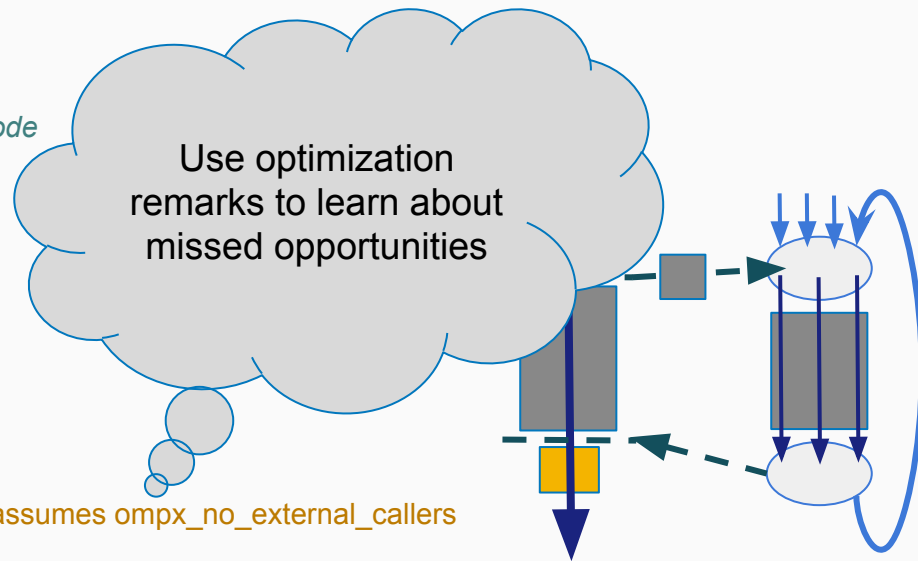 ode
Use optimization
remarks to learn about
missed opportunities
assumes ompx_no_external_callers